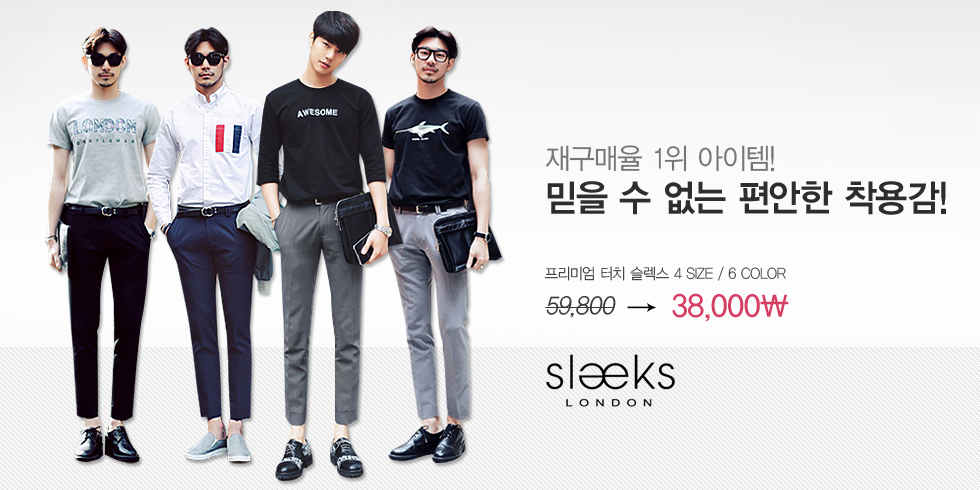 LONDON
GENTLEMAN
AWESOME
재구매율 1위 아이템!
믿을 수 없는 편안한 착용감!
프리미엄 터치 슬렉스 4 SIZE / 6 COLOR
59,800 → 38,000₩
sleeks
LONDON